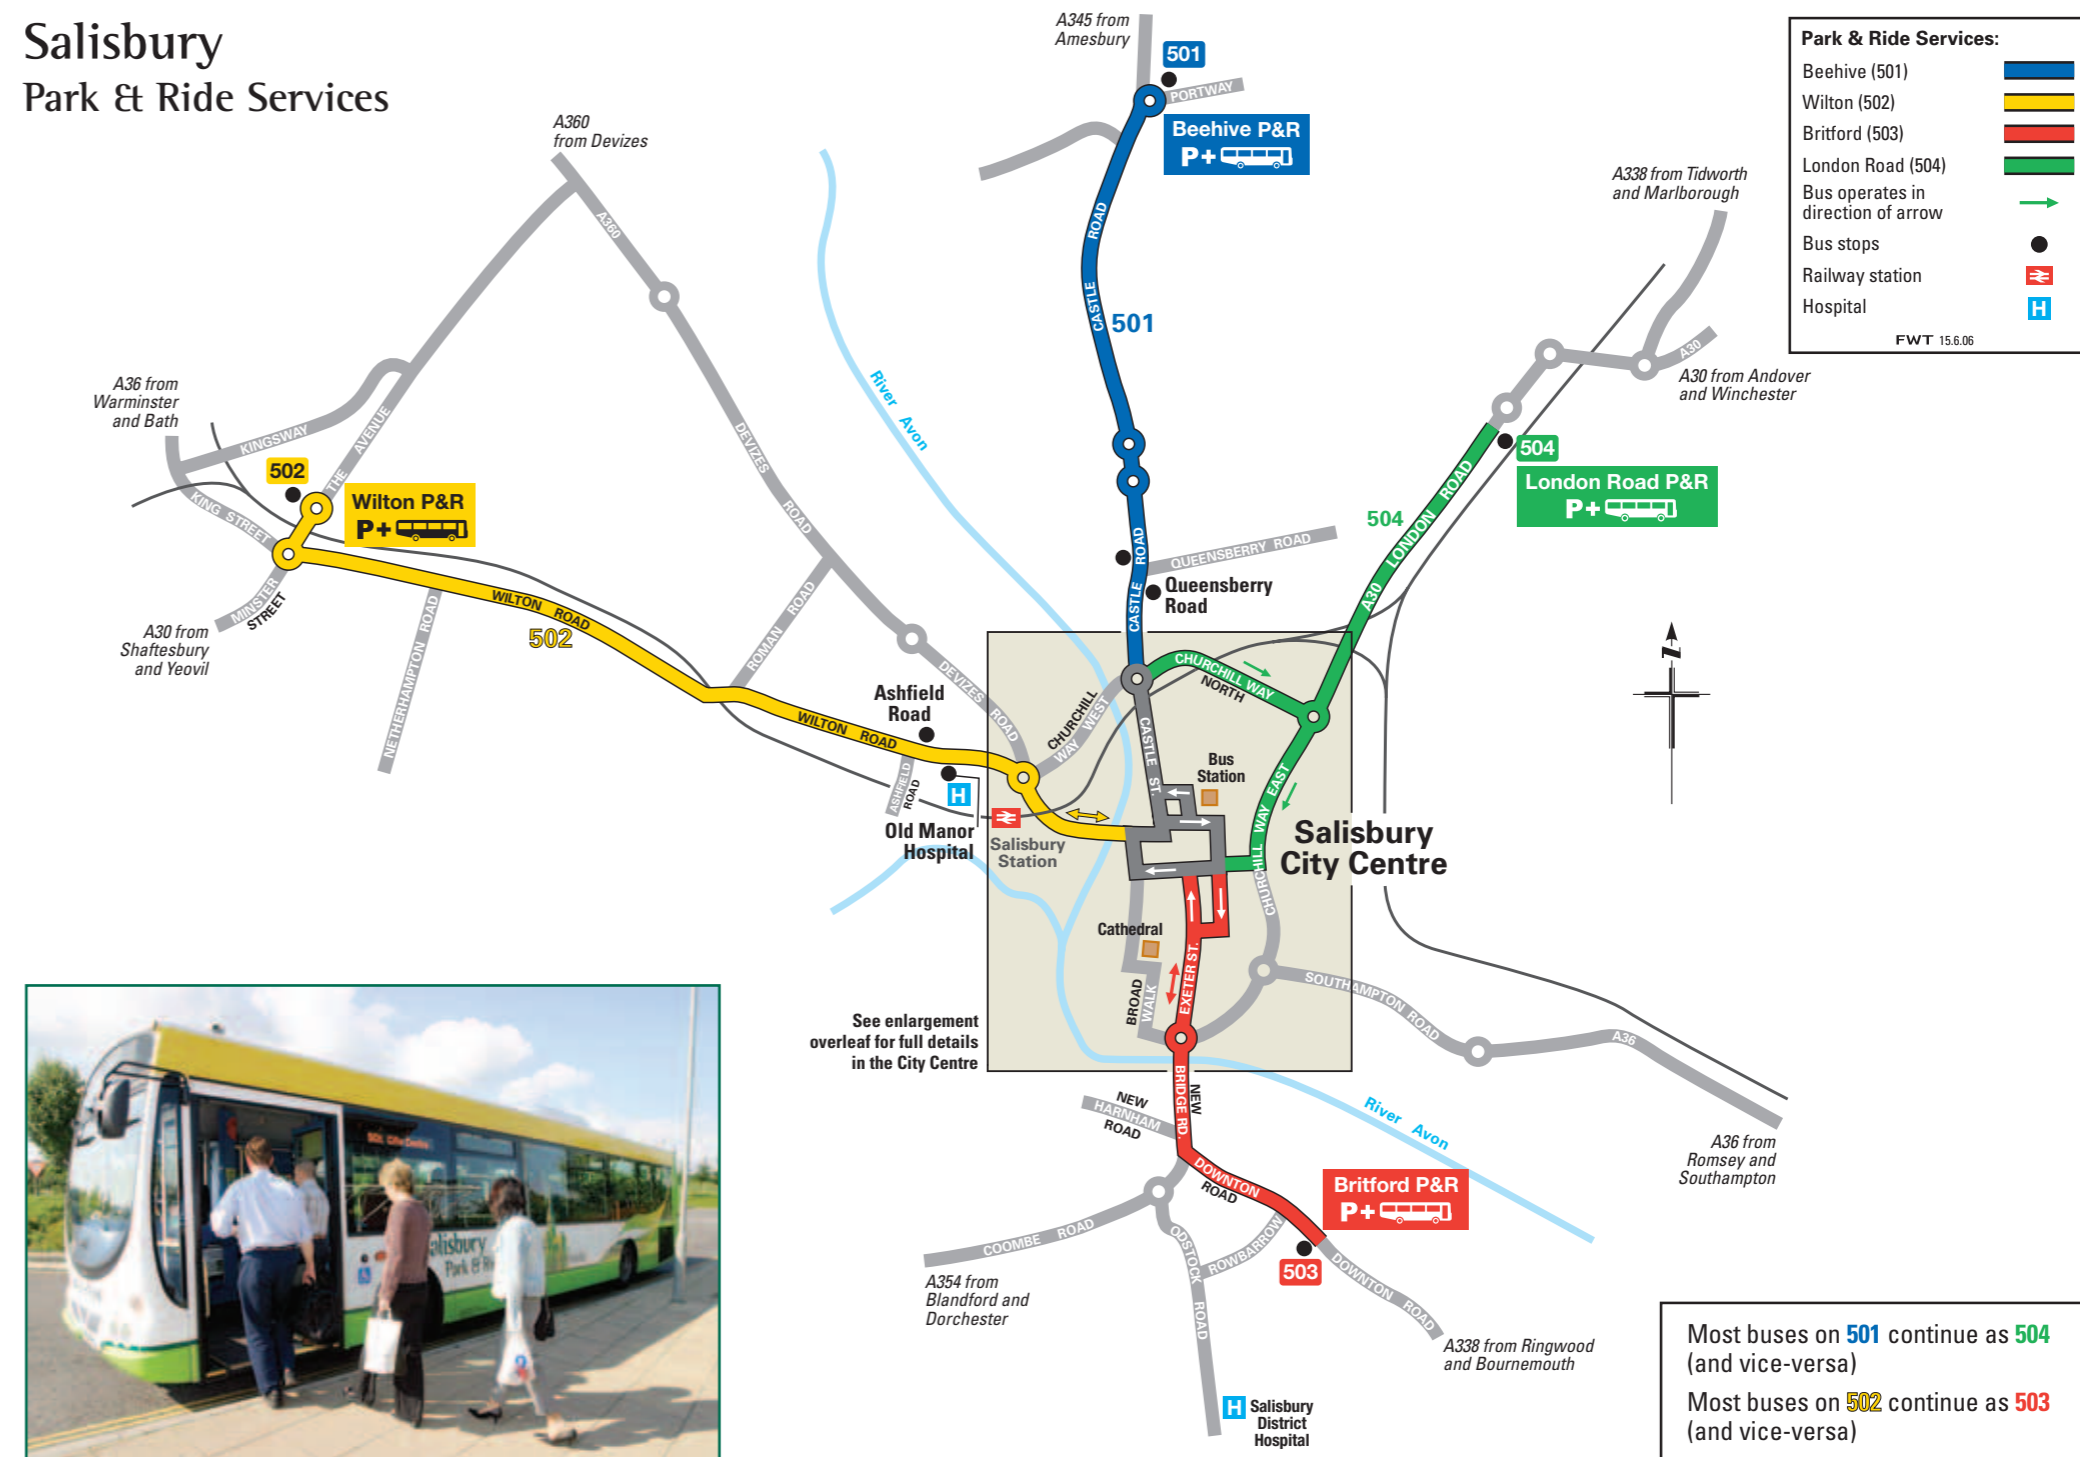 Salisbury
Park & Ride Services
A345 from
Amesbury
501
PORTWAY
Beehive P&R
P+
A360
from Devizes
A360
CASTLE ROAD
501
Park & Ride Services:
Beehive (501)
Wilton (502)
Britford (503)
London Road (504)
Bus operates in
direction of arrow
Bus stops
Railway station
Hospital
H
FWT 15.6.06
A338 from Tidworth
and Marlborough
A30
A30 from Andover
and Winchester
A36 from
Warminster
and Bath
KINGSWAY
THE AVENUE
502
KING STREET
Wilton P&R
P+
MINSTER
STREET
A30 from
Shaftesbury
and Yeovil
WILTON ROAD
502
NETHERHAMPTON ROAD
DEVIZES ROAD
ROMAN ROAD
River Avon
504
London Road P&R
P+
504
A30 LONDON ROAD
CASTLE ROAD
QUEENSBERRY ROAD
Queensberry
Road
DEVIZES ROAD
Ashfield
Road
WILTON ROAD
ASHFIELD
ROAD
H
Old Manor
Hospital
Salisbury
Station
CHURCHILL
WAY WEST
CHURCHILL WAY
NORTH
CASTLE ST.
Bus
Station
CHURCHILL WAY EAST
Salisbury
City Centre
CHURCHILL
Cathedral
BROAD
WALK
EXETER ST.
SOUTHAMPTON ROAD
A36
See enlargement
overleaf for full details
in the City Centre
N
NEW
BRIDGE RD.
NEW
HARNHAM
ROAD
River Avon
A36 from
Romsey and
Southampton
DOWNTON
ROAD
Britford P&R
P+
503
COOMBE ROAD
ODSTOCK ROAD
ROWBARROW
DOWNTON ROAD
A354 from
Blandford and
Dorchester
A338 from Ringwood
and Bournemouth
H
Salisbury
District
Hospital
501 City Centre
alisbury
Park & Ri
Most buses on 501 continue as 504
(and vice-versa)
Most buses on 502 continue as 503
(and vice-versa)